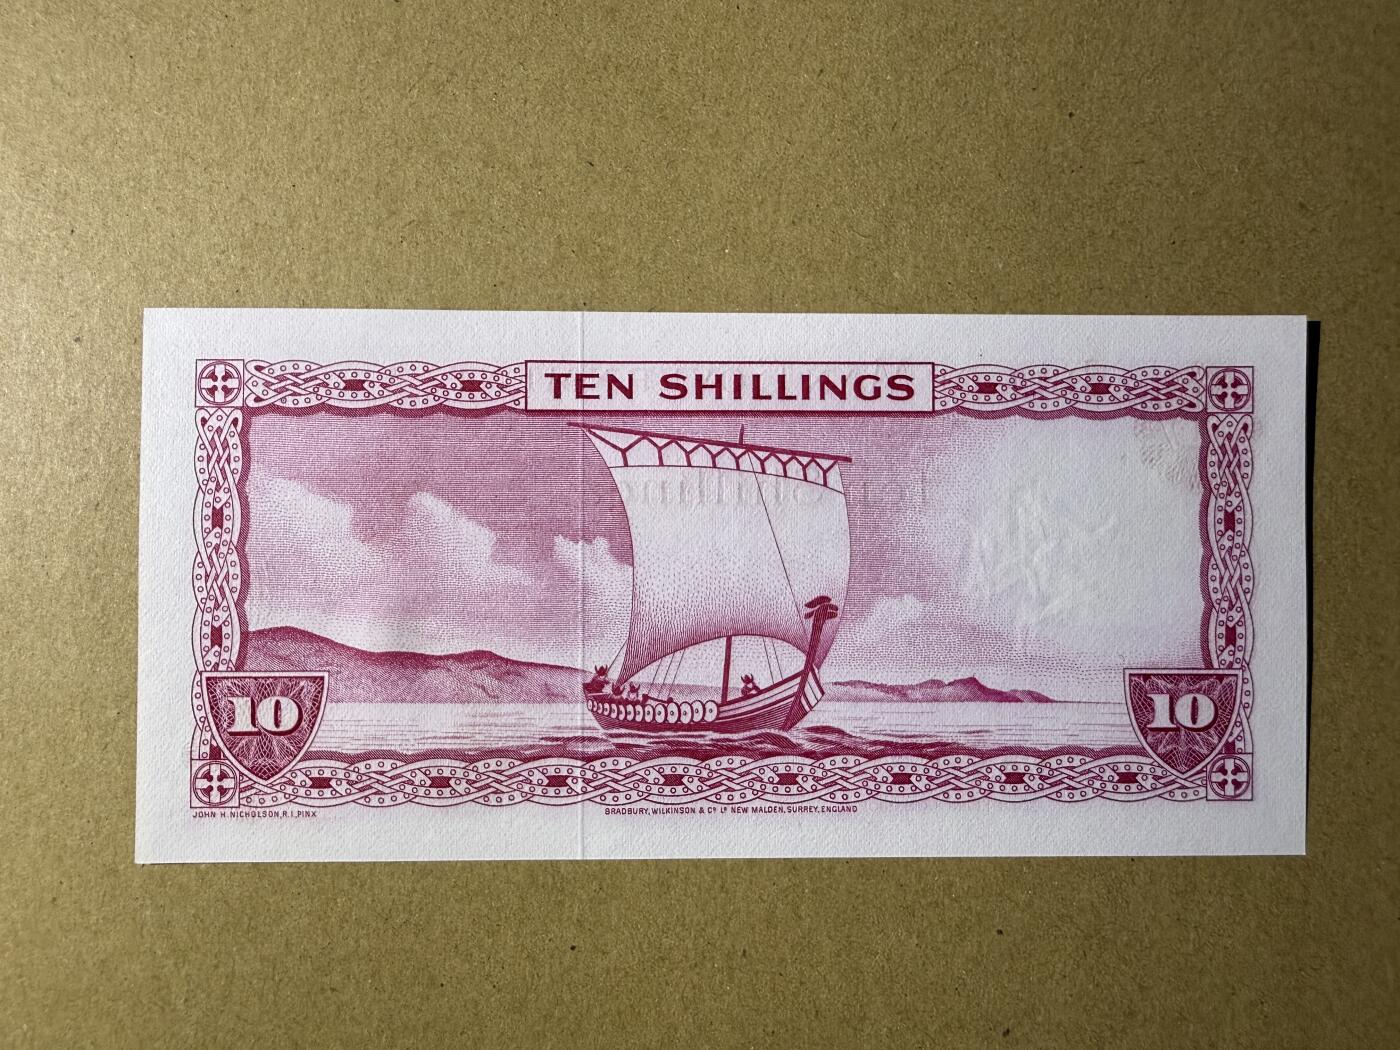 TEN SHILLINGS
10
10
JOHN H. NICHOLSON, R.I., PINX
BRADBURY, WILKINSON & Cº Lᴰ NEW MALDEN, SURREY, ENGLAND